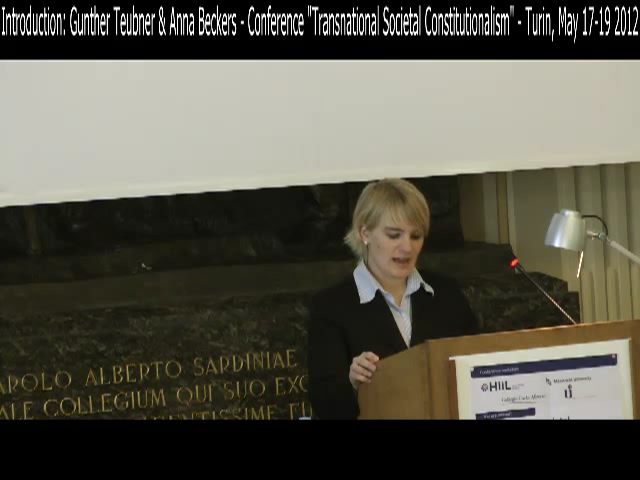 Introduction: Gunther Teubner & Anna Beckers - Conference "Transnational Societal Constitutionalism" - Turin, May 17-19 2012
AROLO ALBERTO SARDINIAE
ALE COLLEGIUM QUI SUO EXC
HiiL
Collegio Carlo Alberto